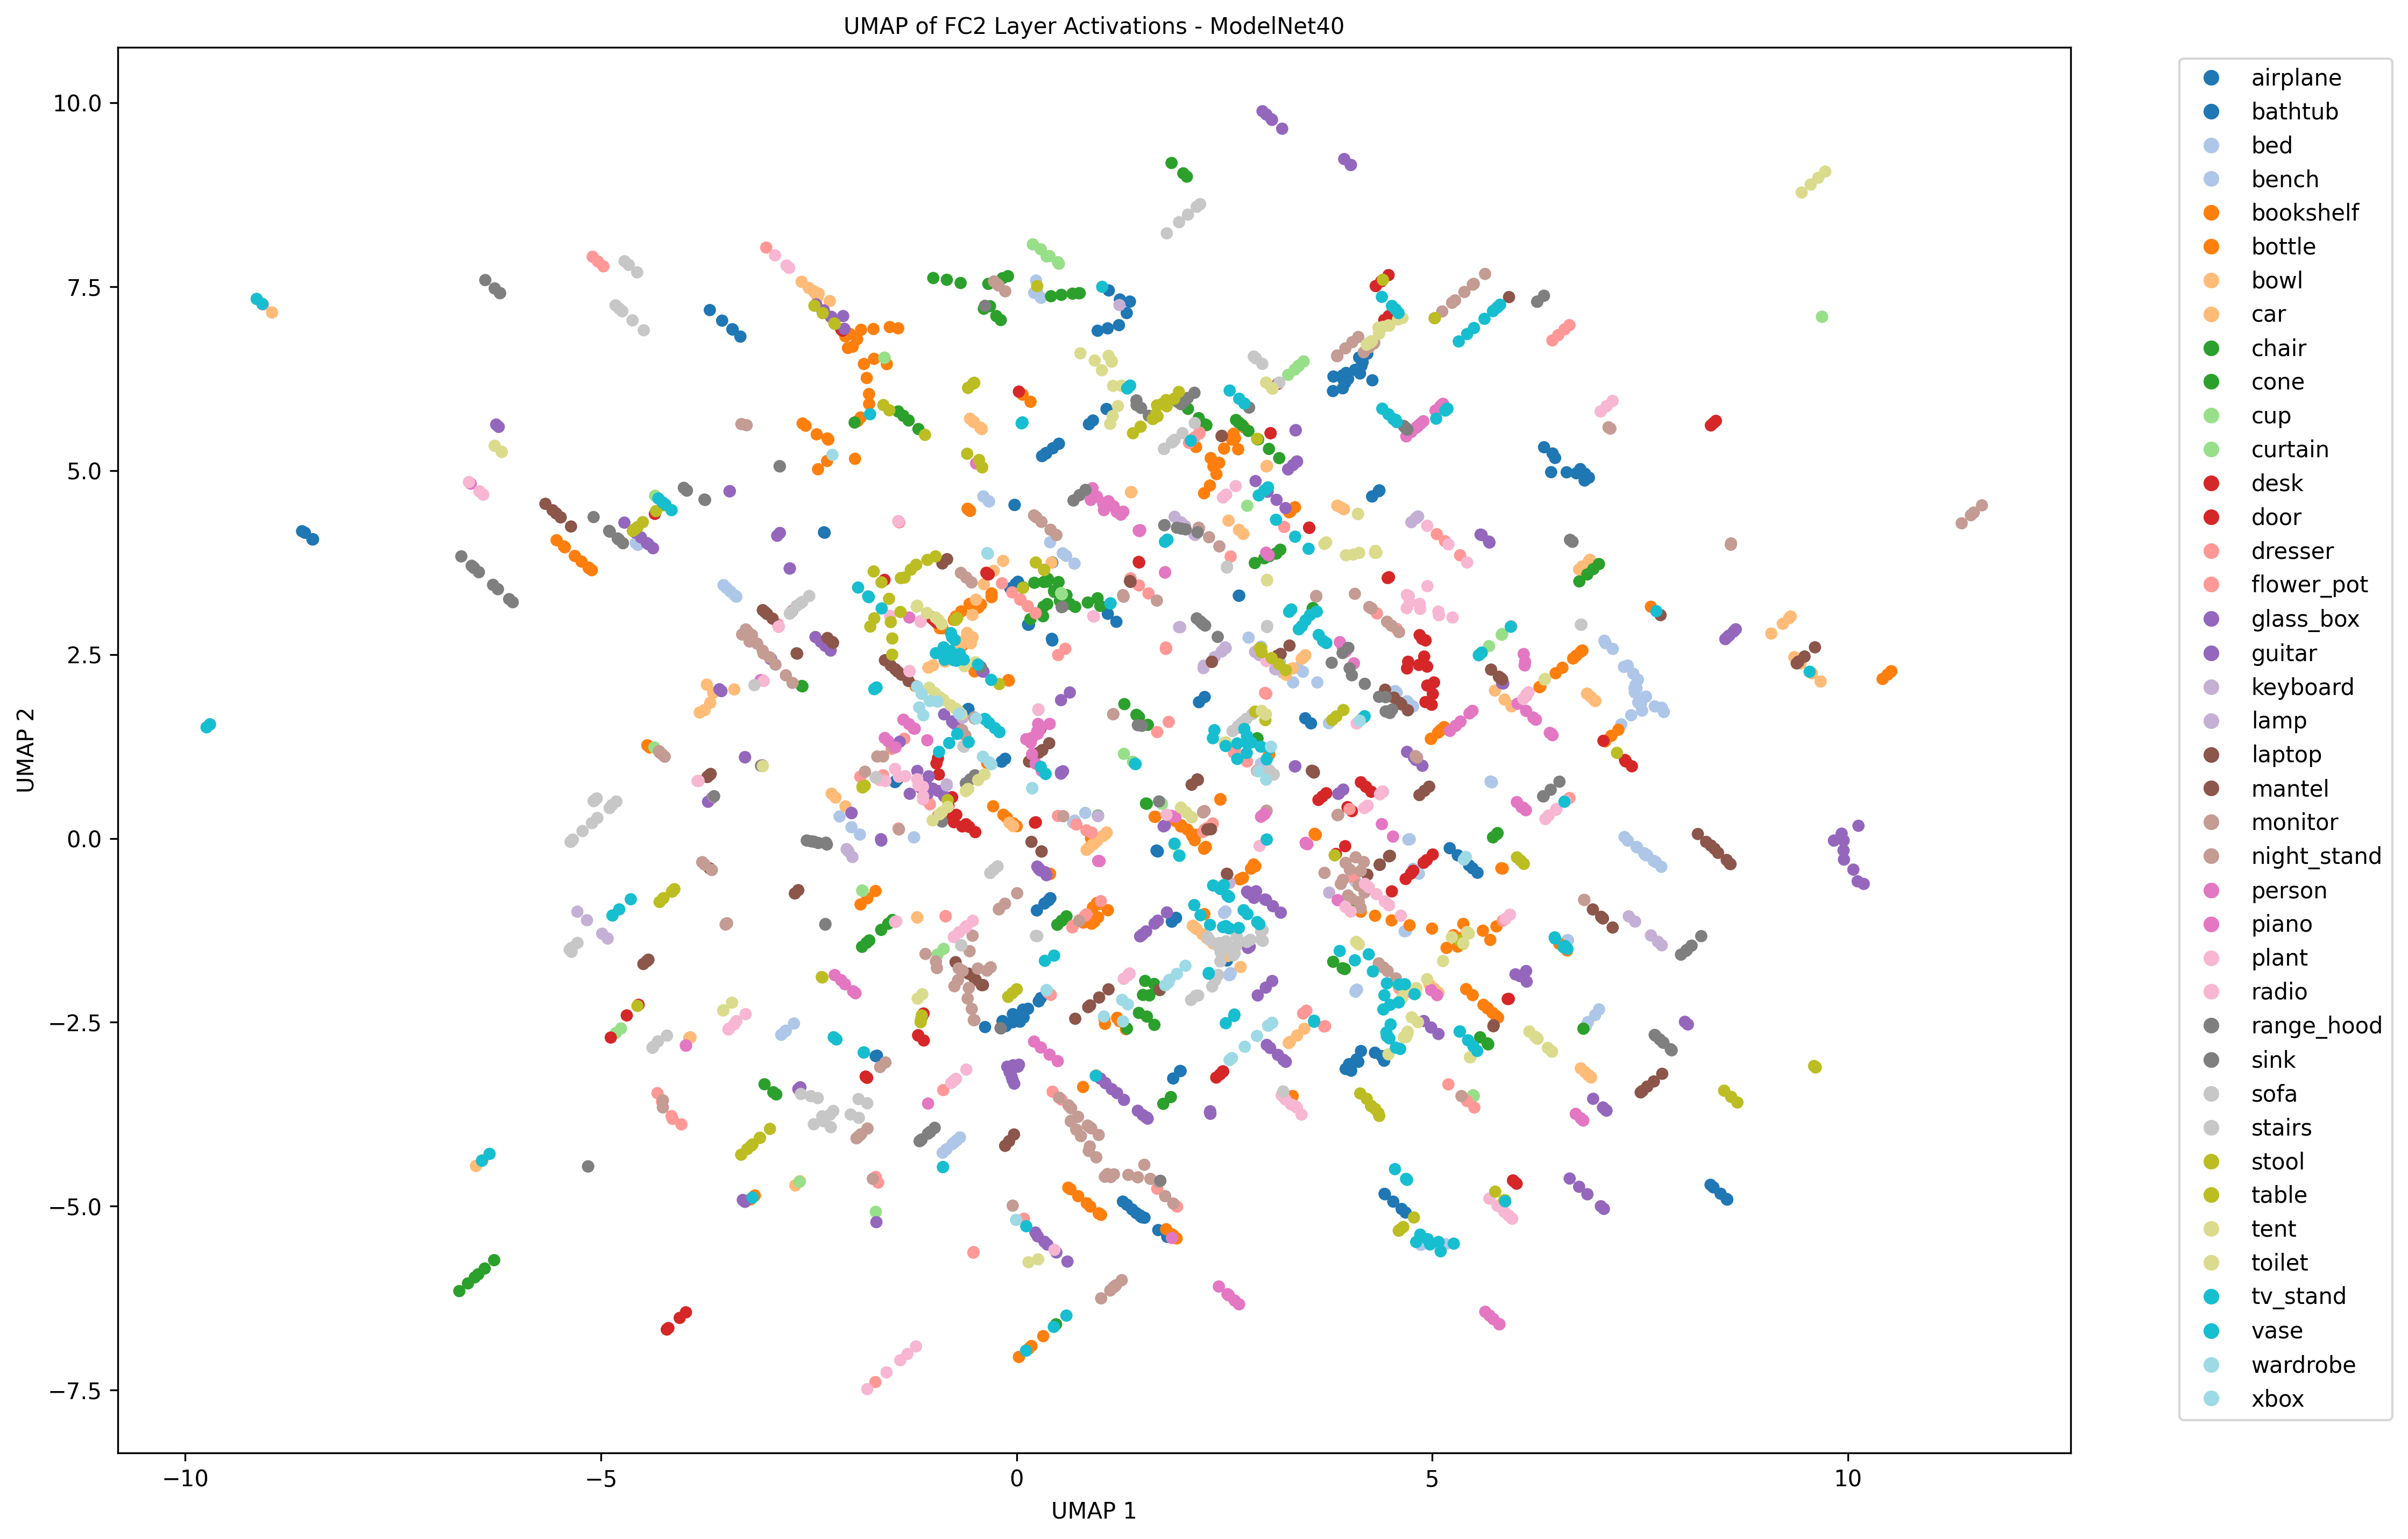 UMAP of FC2 Layer Activations - ModelNet40
10.0
7.5
5.0
2.5
0.0
−2.5
−5.0
−7.5
UMAP 2
−10
−5
0
5
10
UMAP 1
airplane
bathtub
bed
bench
bookshelf
bottle
bowl
car
chair
cone
cup
curtain
desk
door
dresser
flower_pot
glass_box
guitar
keyboard
lamp
laptop
mantel
monitor
night_stand
person
piano
plant
radio
range_hood
sink
sofa
stairs
stool
table
tent
toilet
tv_stand
vase
wardrobe
xbox